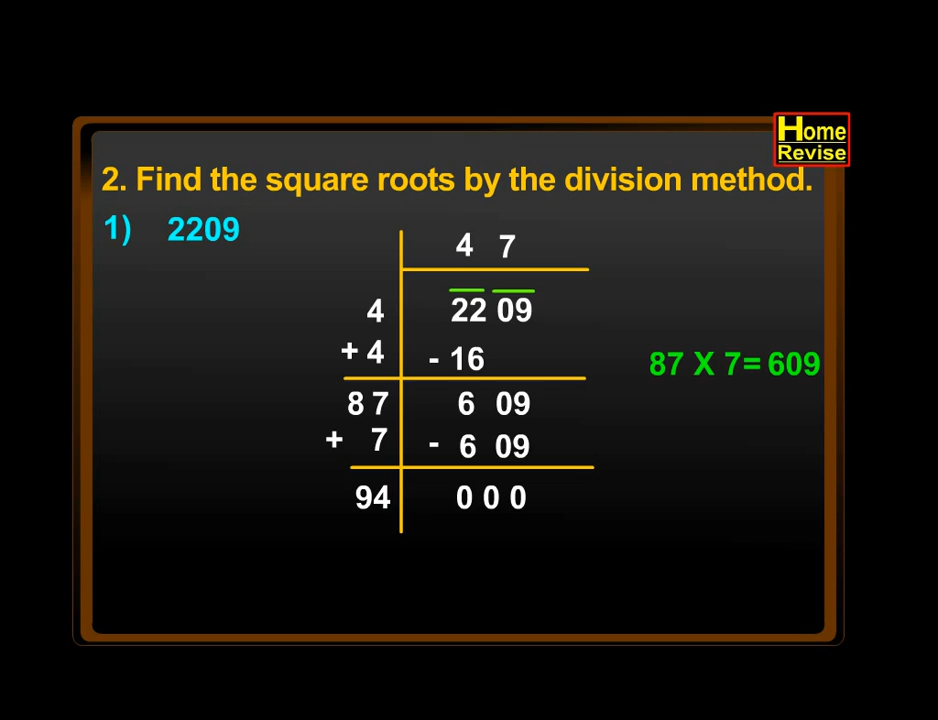 Home
Revise
2. Find the square roots by the division method.
1) 2209
4 7
4 22 09
+ 4 - 16
87 X 7= 609
8 7 6 09
+ 7 - 6 09
94 0 0 0